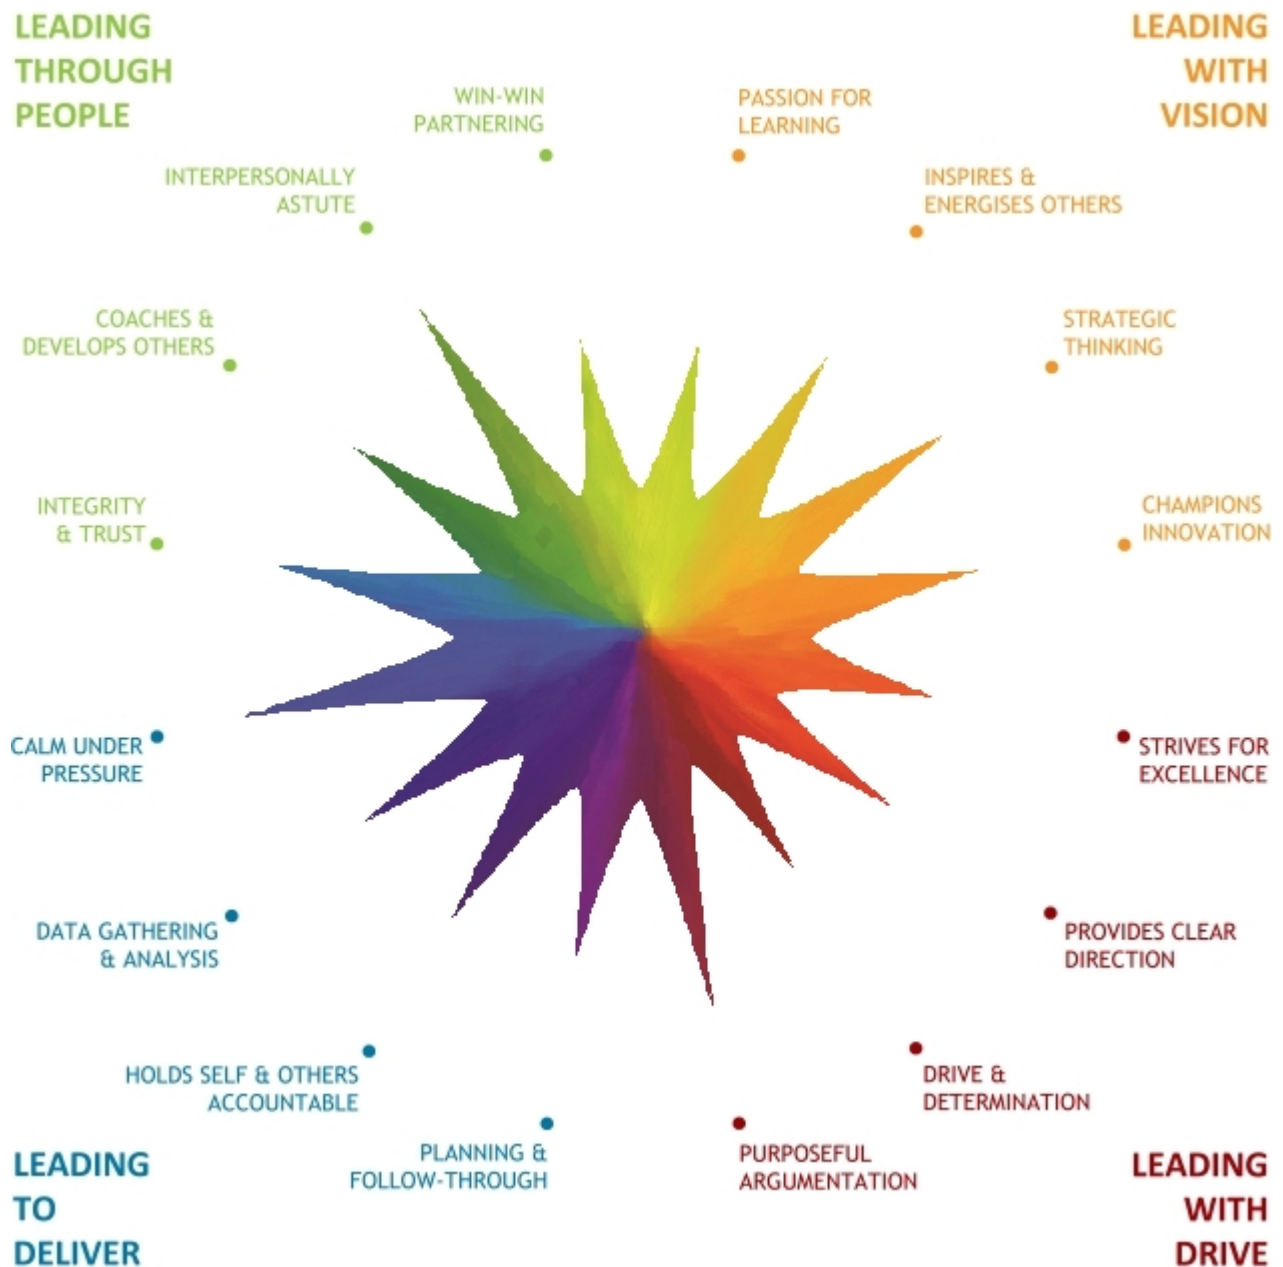 LEADING
THROUGH
PEOPLE
LEADING
WITH
VISION
WIN-WIN
PARTNERING
PASSION FOR
LEARNING
INTERPERSONALLY
ASTUTE
INSPIRES &
ENERGISES OTHERS
COACHES &
DEVELOPS OTHERS
STRATEGIC
THINKING
INTEGRITY
& TRUST
CHAMPIONS
INNOVATION
CALM UNDER
PRESSURE
STRIVES FOR
EXCELLENCE
DATA GATHERING
& ANALYSIS
PROVIDES CLEAR
DIRECTION
HOLDS SELF & OTHERS
ACCOUNTABLE
DRIVE &
DETERMINATION
PLANNING &
FOLLOW-THROUGH
PURPOSEFUL
ARGUMENTATION
LEADING
TO
DELIVER
LEADING
WITH
DRIVE